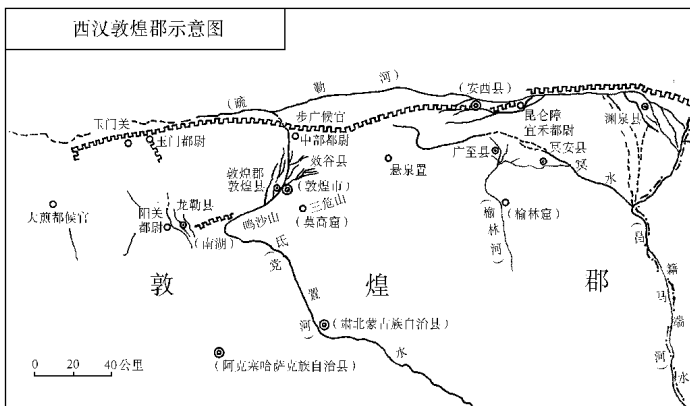 西汉敦煌郡示意图
（疏勒河）
（安西县）
玉门关
玉门都尉
步广候官
中部都尉
昆仑障
宜禾都尉
渊泉县
效谷县
广至县
冥安县
冥水
悬泉置
敦煌郡
敦煌县
（敦煌市）
三危山
（莫高窟）
大煎都候官
阳关
都尉
龙勒县
（南湖）
鸣沙山
（榆林河）
（榆林窟）
氐置水
（党河）
籍端水
（昌马河）
敦煌郡
（肃北蒙古族自治县）
（阿克塞哈萨克族自治县）
0 20 40公里